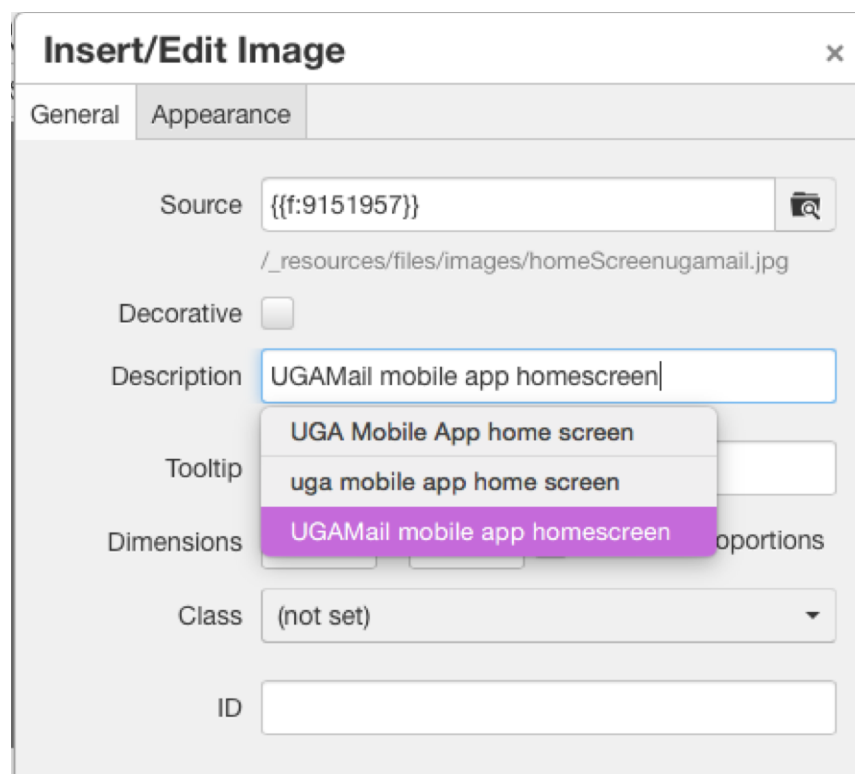 Insert/Edit Image ×
General Appearance
Source {{f:9151957}}
/_resources/files/images/homeScreenugamail.jpg
Decorative
Description UGAMail mobile app homescreen
UGA Mobile App home screen
Tooltip
uga mobile app home screen
UGAMail mobile app homescreen
Dimensions oportions
Class (not set)
ID